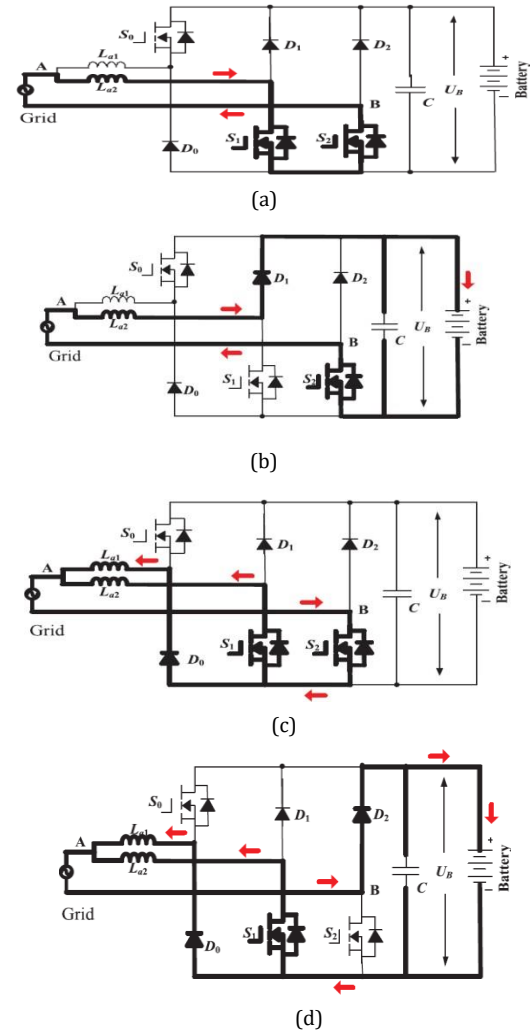 S0
D1
D2
La1
A
La2
+
C
UB
Battery
Grid
B
S1
S2
D0
(a)
S0
D1
D2
La1
A
La2
+
C
UB
Battery
B
Grid
D0
S1
S2
(b)
S0
D1
D2
La1
A
La2
+
C
UB
Battery
B
Grid
D0
S1
S2
(c)
S0
D1
D2
La1
A
La2
+
C
UB
Battery
B
Grid
D0
S1
S2
(d)